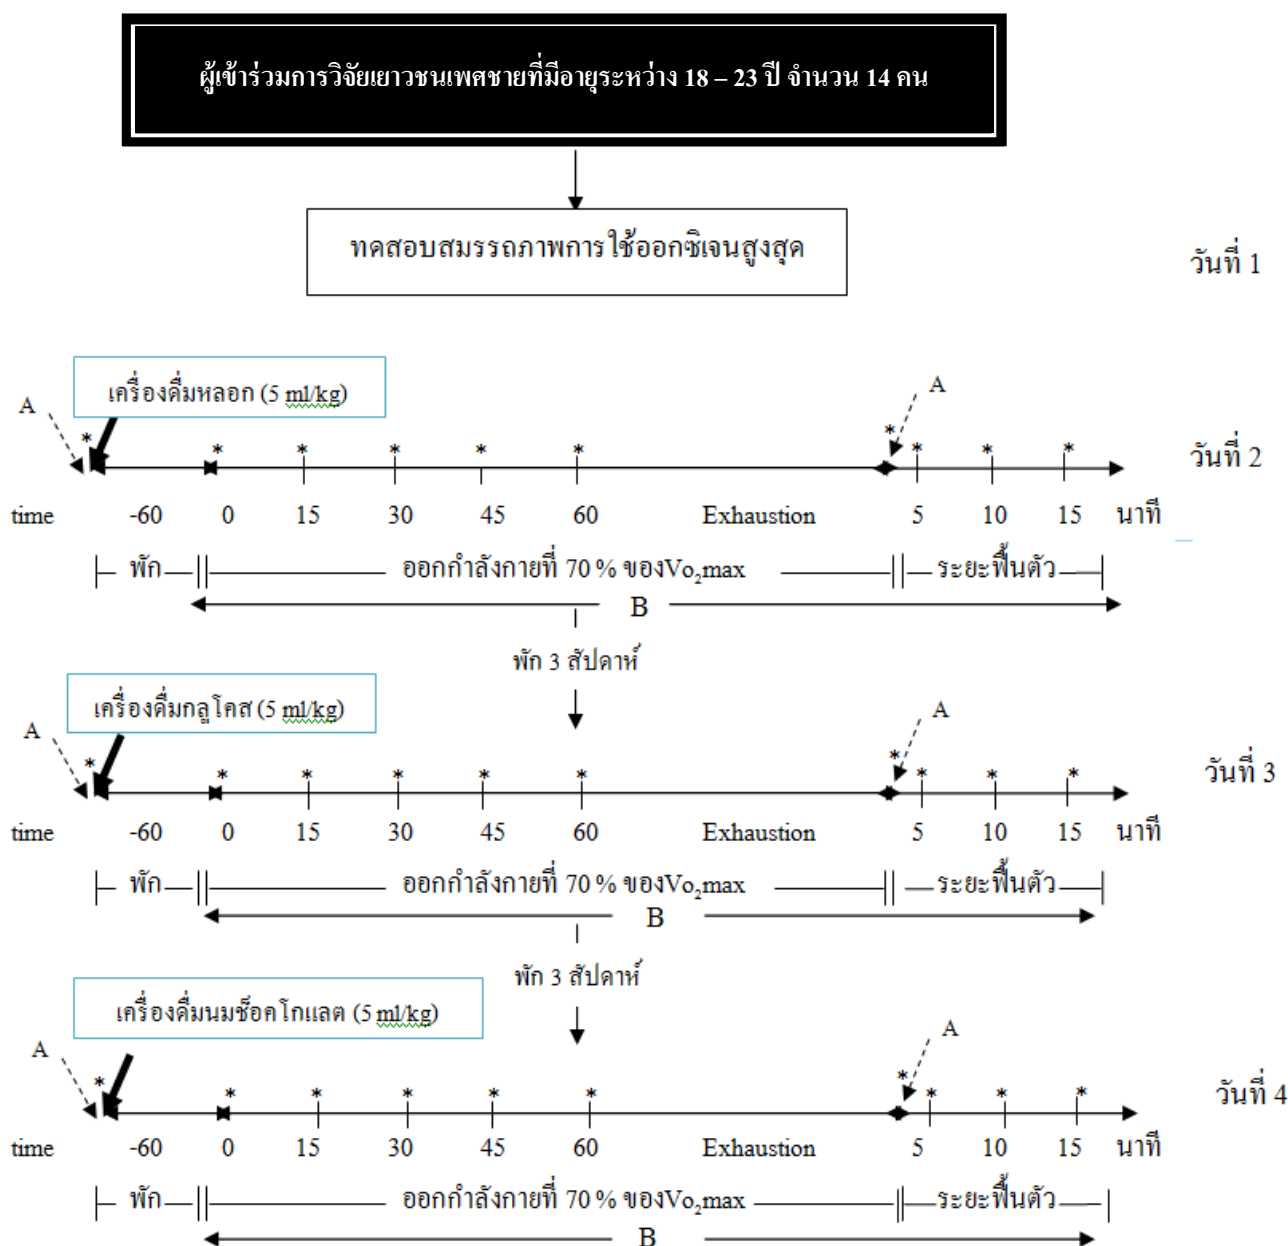 ผู้เข้าร่วมการวิจัยเยาวชนเพศชายที่มีอายุระหว่าง 18 – 23 ปี จำนวน 14 คน
ทดสอบสมรรถภาพการใช้ออกซิเจนสูงสุด
วันที่ 1
เครื่องดื่มหลอก (5 ml/kg)
A A
* * * * * * * * * *
วันที่ 2
time -60 0 15 30 45 60 Exhaustion 5 10 15 นาที
พัก ออกกำลังกายที่ 70 % ของVo₂max ระยะฟื้นตัว
B
พัก 3 สัปดาห์
เครื่องดื่มกลูโคส (5 ml/kg)
A A
* * * * * * * * * *
วันที่ 3
time -60 0 15 30 45 60 Exhaustion 5 10 15 นาที
พัก ออกกำลังกายที่ 70 % ของVo₂max ระยะฟื้นตัว
B
พัก 3 สัปดาห์
เครื่องดื่มนมช็อคโกแลต (5 ml/kg)
A A
* * * * * * * * * *
วันที่ 4
time -60 0 15 30 45 60 Exhaustion 5 10 15 นาที
พัก ออกกำลังกายที่ 70 % ของVo₂max ระยะฟื้นตัว
B